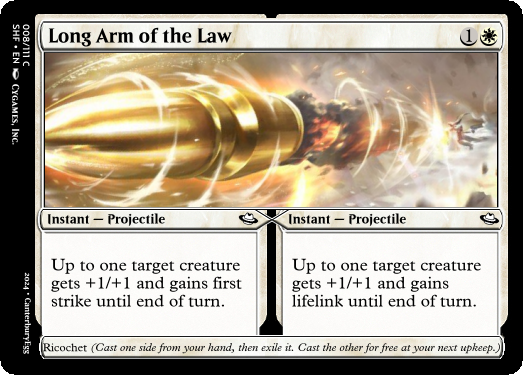 Long Arm of the Law
1
008/111 C
SHF • EN CYGAMES, INC.
Instant — Projectile
Up to one target creature
gets +1/+1 and gains first
strike until end of turn.
Instant — Projectile
Up to one target creature
gets +1/+1 and gains
lifelink until end of turn.
Ricochet (Cast one side from your hand, then exile it. Cast the other for free at your next upkeep.)
2024 • CanterburyEgg